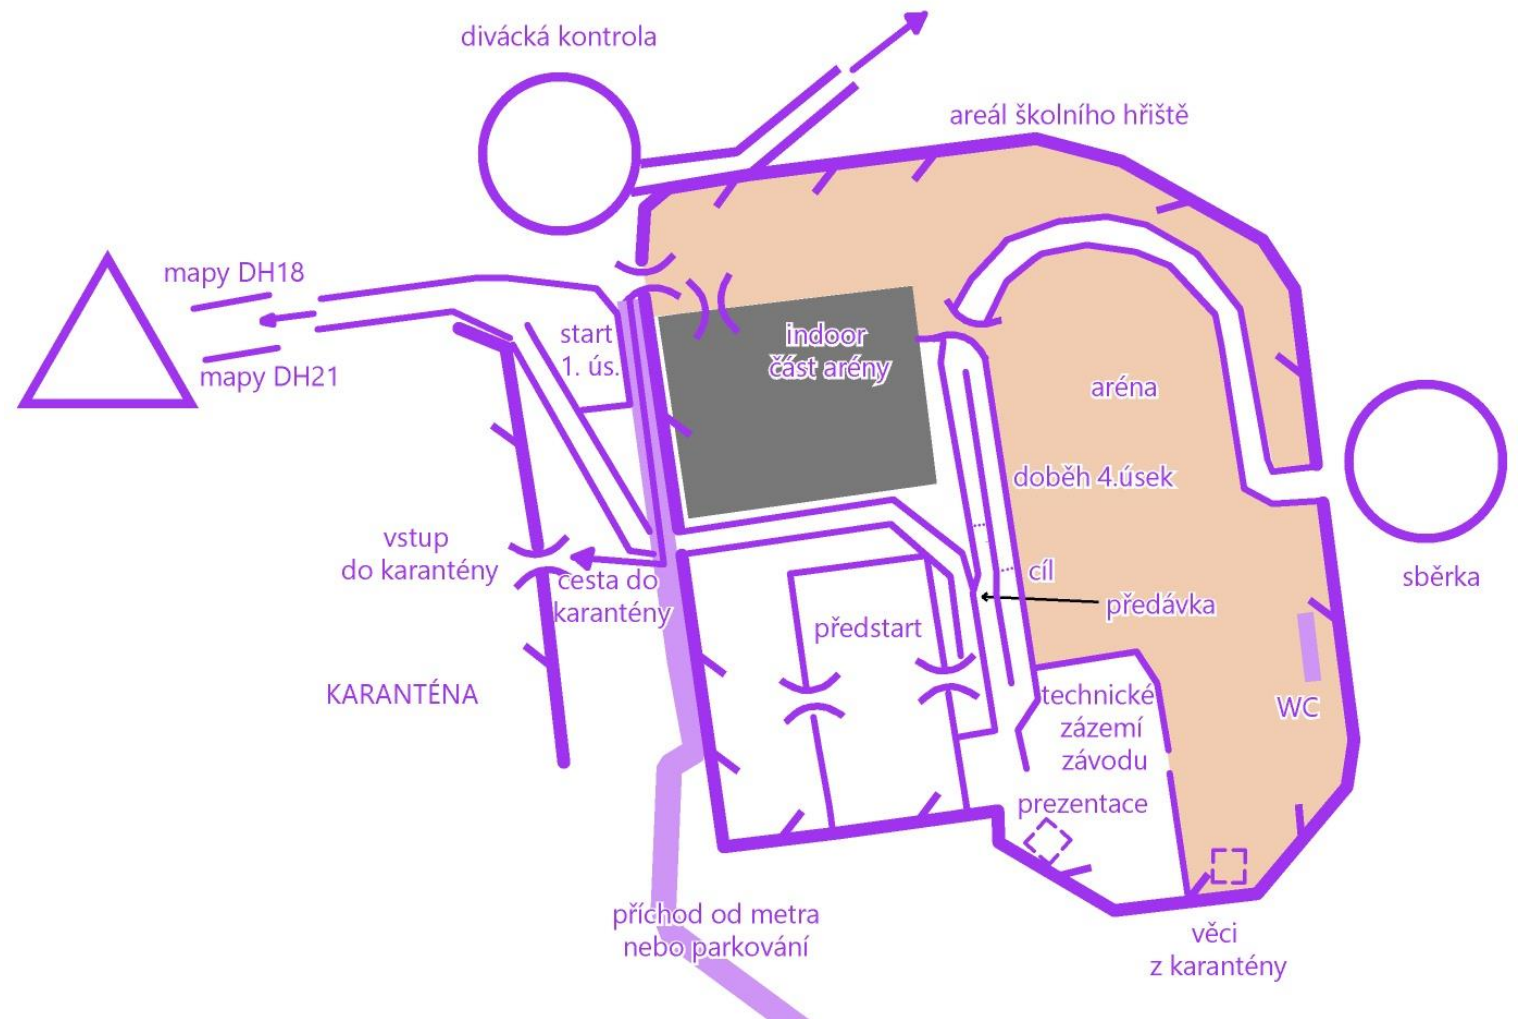 divácká kontrola
areál školního hřiště
mapy DH18
mapy DH21
start
1. ús.
indoor
část arény
aréna
doběh 4.úsek
vstup
do karantény
cesta do
karantény
cíl
předávka
sběrka
předstart
KARANTÉNA
technické
zázemí
závodu
WC
prezentace
příchod od metra
nebo parkování
věci
z karantény